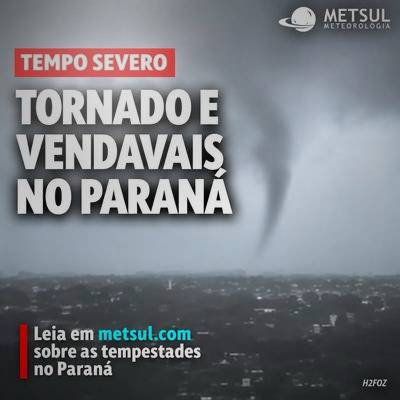 METSUL
METEOROLOGIA
TEMPO SEVERO
TORNADO E
VENDAVAIS
NO PARANÁ
Leia em metsul.com
sobre as tempestades
no Paraná
H2FOZ